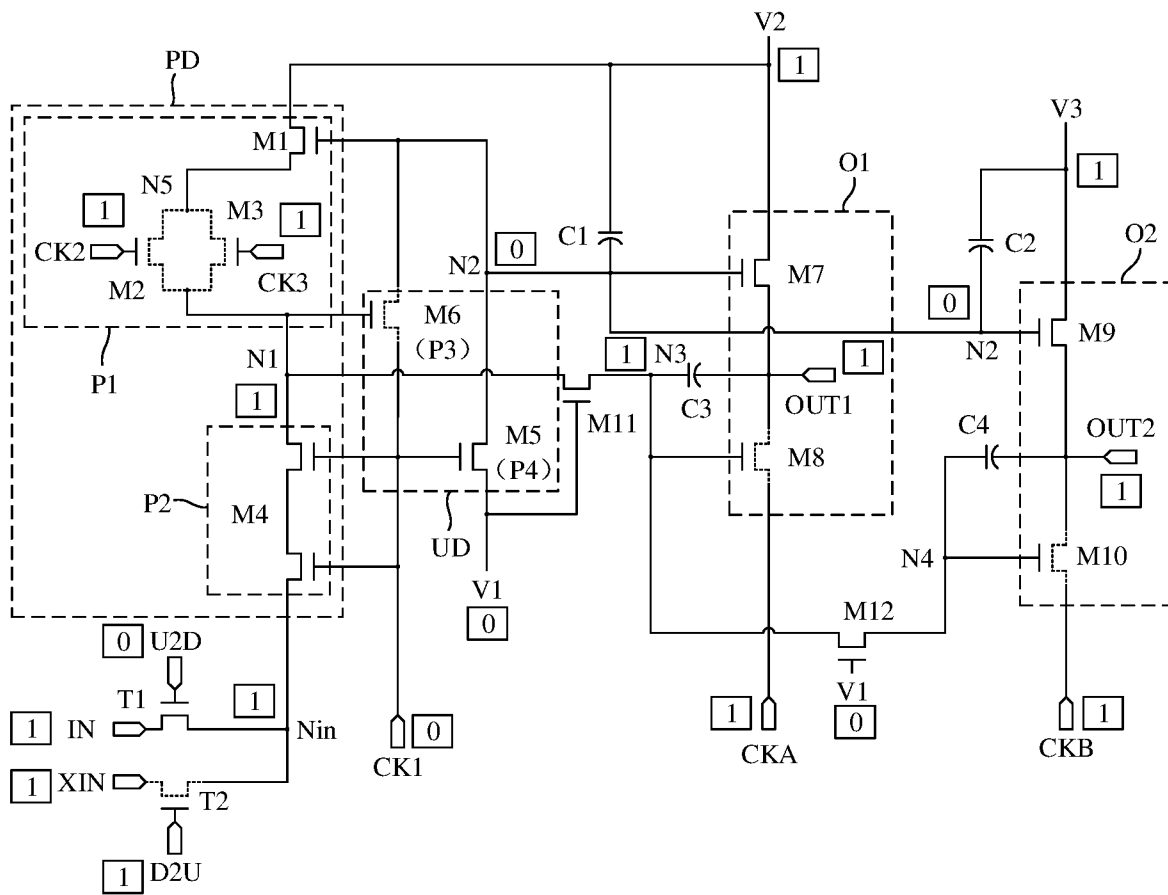 V2
1
PD
M1
V3
1
O1
N5
1
M3
1
CK2
M2
CK3
C1
0
N2
C2
O2
M7
0
N2
M9
P1
N1
1
M6
(P3)
1
N3
C3
1
OUT1
M11
M5
(P4)
M8
C4
OUT2
1
P2
M4
UD
V1
0
N4
M10
M12
V1
0
0
U2D
T1
1
1 IN
Nin
1 XIN
T2
1
D2U
0
CK1
1
CKA
1
CKB